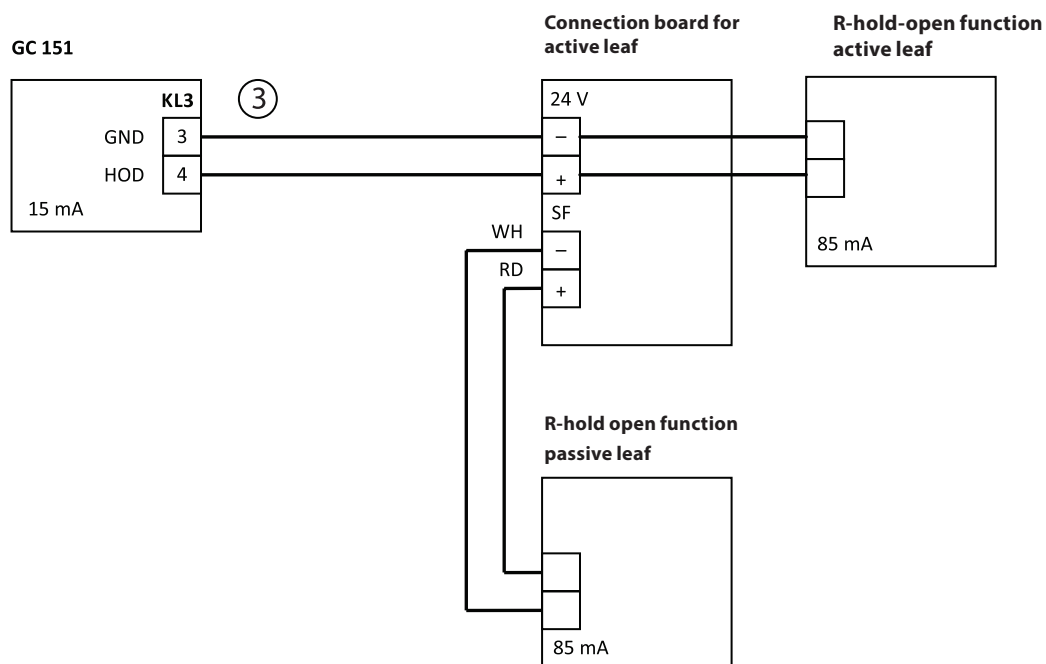 GC 151
KL3
③
GND 3
HOD 4
15 mA
Connection board for
active leaf
24 V
–
+
SF
WH –
RD +
R-hold-open function
active leaf
85 mA
R-hold open function
passive leaf
85 mA